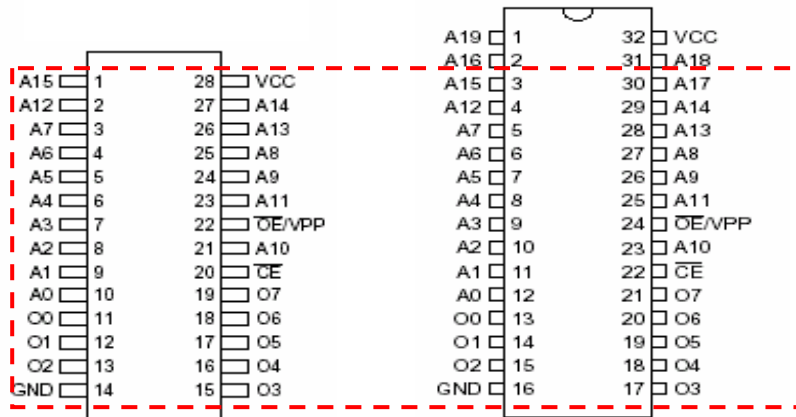 A19 1 32 VCC
A16 2 31 A18
A15 1 28 VCC A15 3 30 A17
A12 2 27 A14 A12 4 29 A14
A7 3 26 A13 A7 5 28 A13
A6 4 25 A8 A6 6 27 A8
A5 5 24 A9 A5 7 26 A9
A4 6 23 A11 A4 8 25 A11
A3 7 22 O̅E̅/VPP A3 9 24 O̅E̅/VPP
A2 8 21 A10 A2 10 23 A10
A1 9 20 C̅E̅ A1 11 22 C̅E̅
A0 10 19 O7 A0 12 21 O7
O0 11 18 O6 O0 13 20 O6
O1 12 17 O5 O1 14 19 O5
O2 13 16 O4 O2 15 18 O4
GND 14 15 O3 GND 16 17 O3